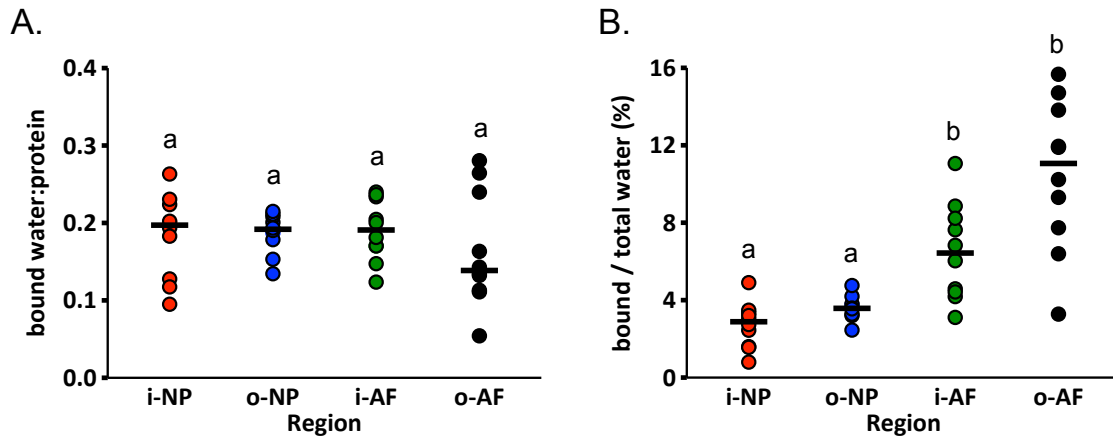 A.
bound water:protein
0.4
0.3
0.2
0.1
0.0
a
a
a
a
i-NP
o-NP
i-AF
o-AF
Region
B.
bound / total water (%)
16
12
8
4
0
a
a
b
b
i-NP
o-NP
i-AF
o-AF
Region